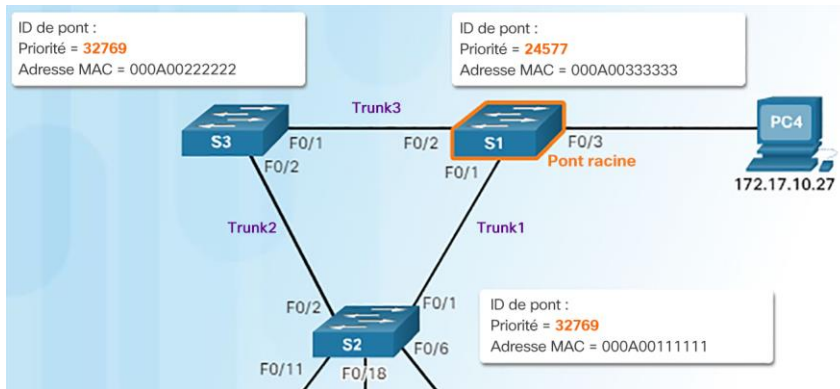 ID de pont :
Priorité = 32769
Adresse MAC = 000A00222222
ID de pont :
Priorité = 24577
Adresse MAC = 000A00333333
Trunk3
S3
F0/1
F0/2
S1
F0/3
PC4
F0/2
F0/1
Pont racine
172.17.10.27
Trunk2
Trunk1
F0/2
F0/1
ID de pont :
Priorité = 32769
Adresse MAC = 000A00111111
S2
F0/6
F0/11
F0/18